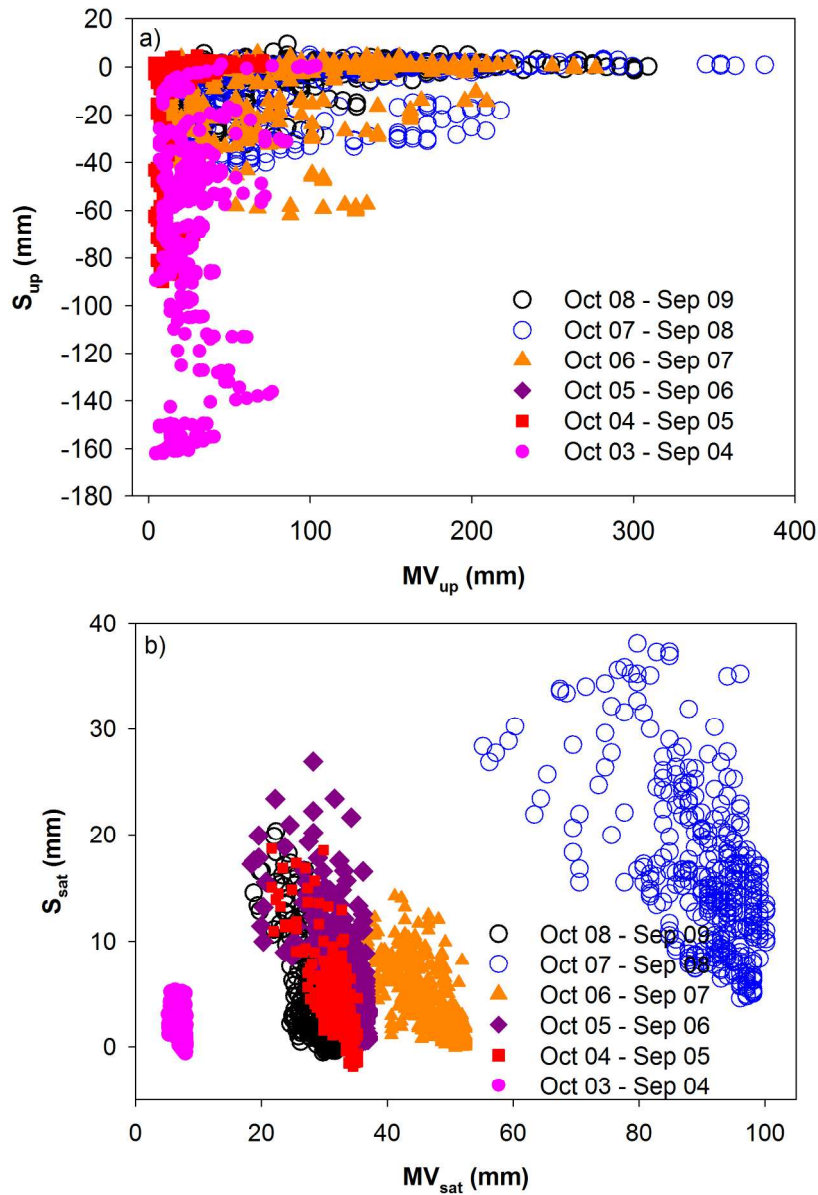 a)
20
0
-20
-40
-60
-80
-100
-120
-140
-160
-180
S_up (mm)
Oct 08 - Sep 09
Oct 07 - Sep 08
Oct 06 - Sep 07
Oct 05 - Sep 06
Oct 04 - Sep 05
Oct 03 - Sep 04
0 100 200 300 400
MV_up (mm)
b)
40
30
20
10
0
S_sat (mm)
Oct 08 - Sep 09
Oct 07 - Sep 08
Oct 06 - Sep 07
Oct 05 - Sep 06
Oct 04 - Sep 05
Oct 03 - Sep 04
0 20 40 60 80 100
MV_sat (mm)